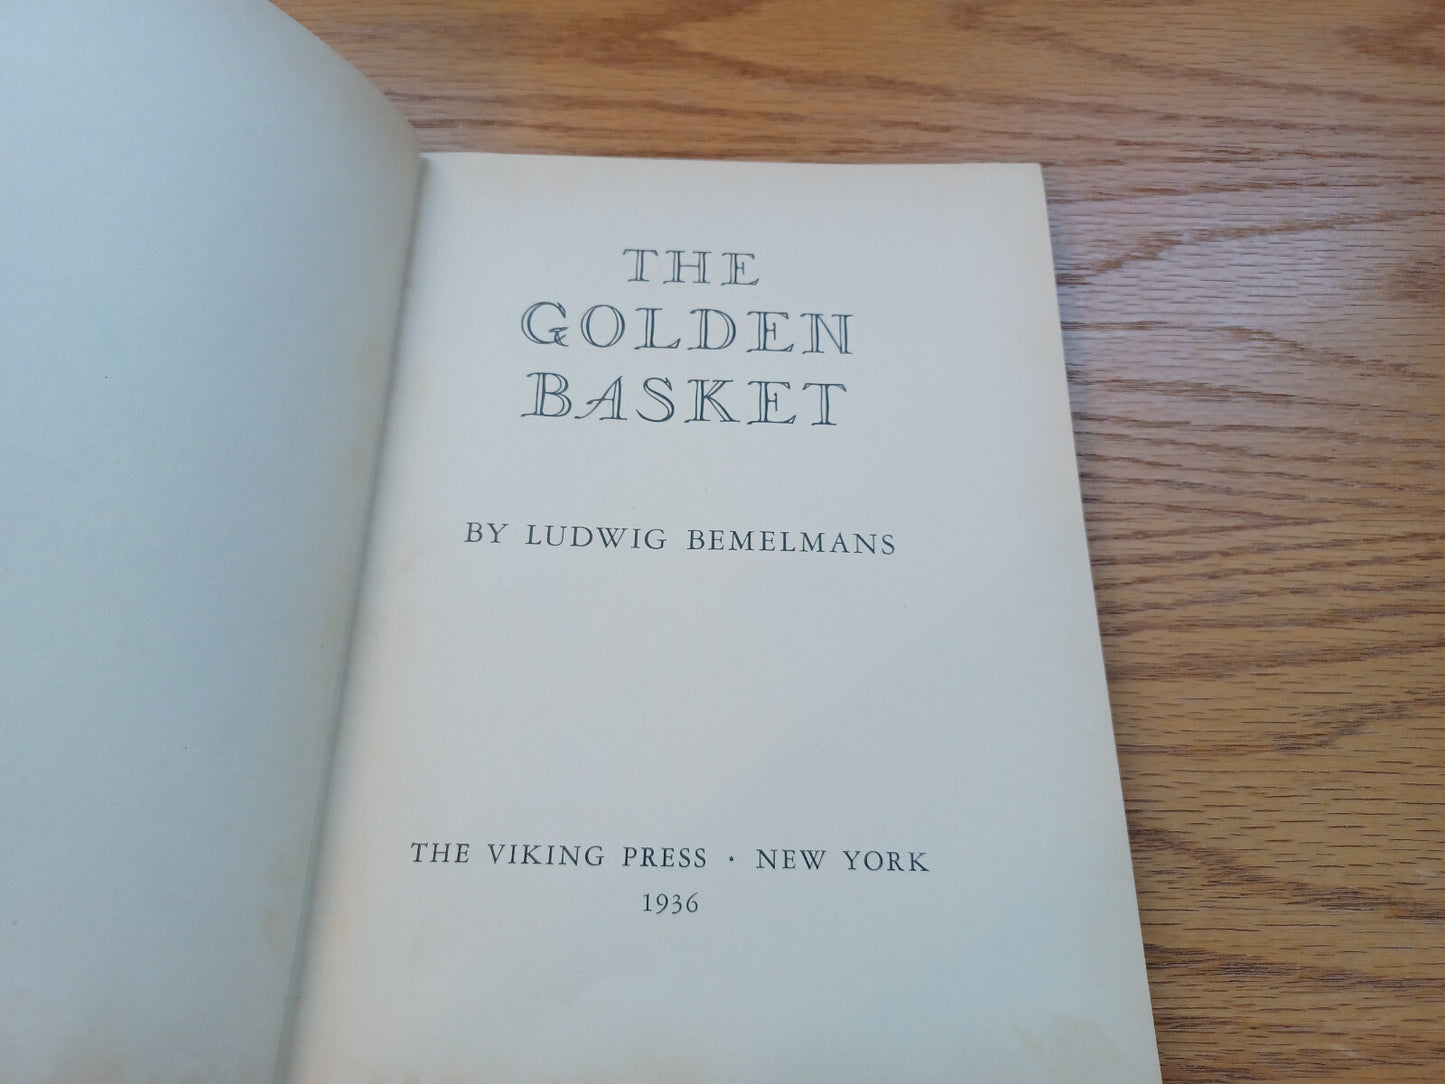 THE
GOLDEN
BASKET
BY LUDWIG BEMELMANS
THE VIKING PRESS · NEW YORK
1936